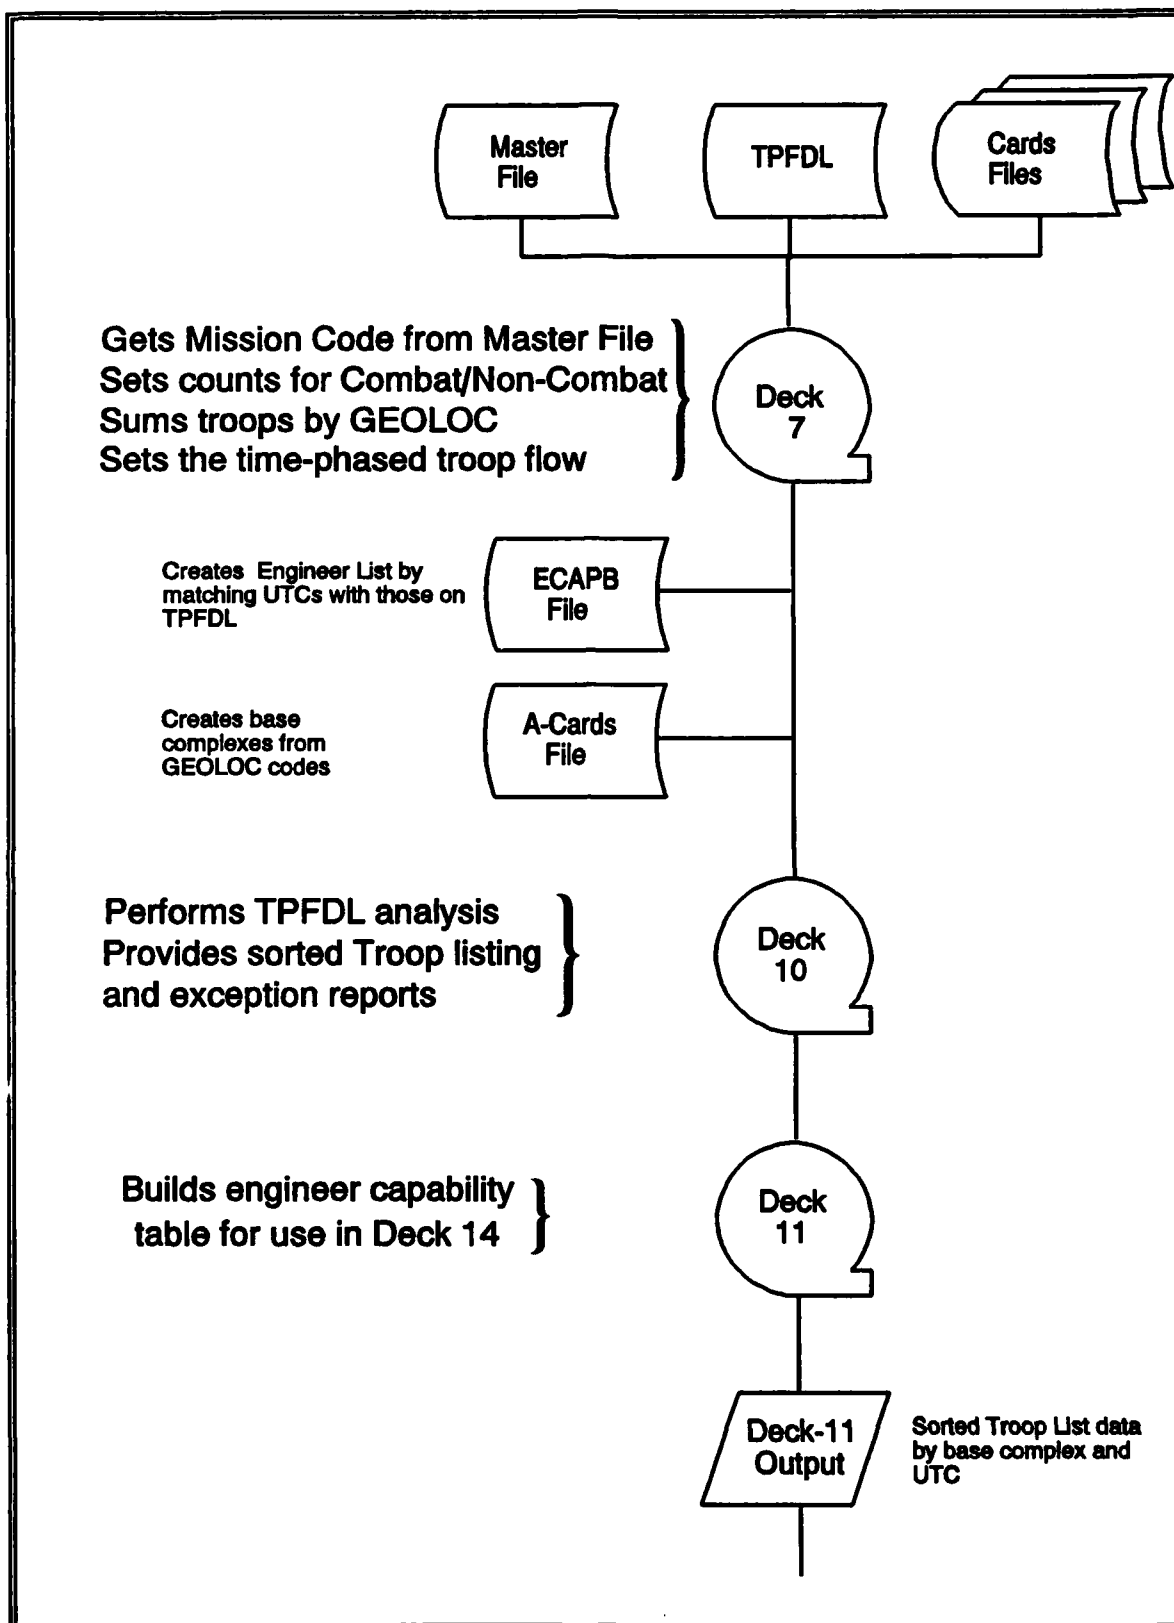 Master
File
TPFDL
Cards
Files
Gets Mission Code from Master File
Sets counts for Combat/Non-Combat
Sums troops by GEOLOC
Sets the time-phased troop flow
Deck
7
Creates Engineer List by
matching UTCs with those on
TPFDL
ECAPB
File
Creates base
complexes from
GEOLOC codes
A-Cards
File
Performs TPFDL analysis
Provides sorted Troop listing
and exception reports
Deck
10
Builds engineer capability
table for use in Deck 14
Deck
11
Deck-11
Output
Sorted Troop List data
by base complex and
UTC